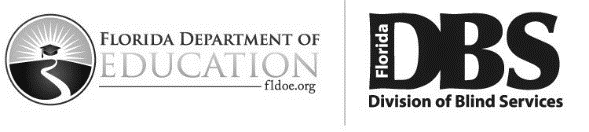 FLORIDA DEPARTMENT OF
EDUCATION
fldoe.org
Florida
DBS
Division of Blind Services